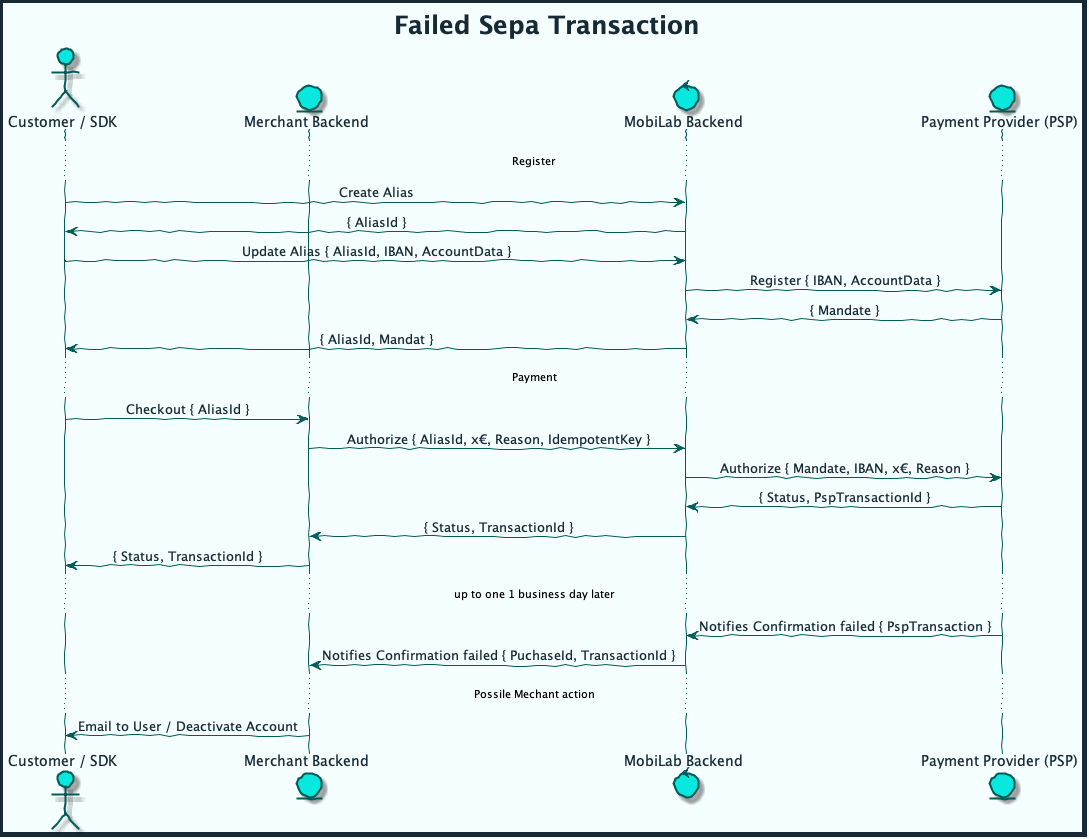 Failed Sepa Transaction
Customer / SDK
Merchant Backend
MobiLab Backend
Payment Provider (PSP)
Register
Create Alias
{ AliasId }
Update Alias { AliasId, IBAN, AccountData }
Register { IBAN, AccountData }
{ Mandate }
{ AliasId, Mandat }
Payment
Checkout { AliasId }
Authorize { AliasId, x€, Reason, IdempotentKey }
Authorize { Mandate, IBAN, x€, Reason }
{ Status, PspTransactionId }
{ Status, TransactionId }
{ Status, TransactionId }
up to one 1 business day later
Notifies Confirmation failed { PspTransaction }
Notifies Confirmation failed { PuchaseId, TransactionId }
Possile Mechant action
Email to User / Deactivate Account
Customer / SDK
Merchant Backend
MobiLab Backend
Payment Provider (PSP)